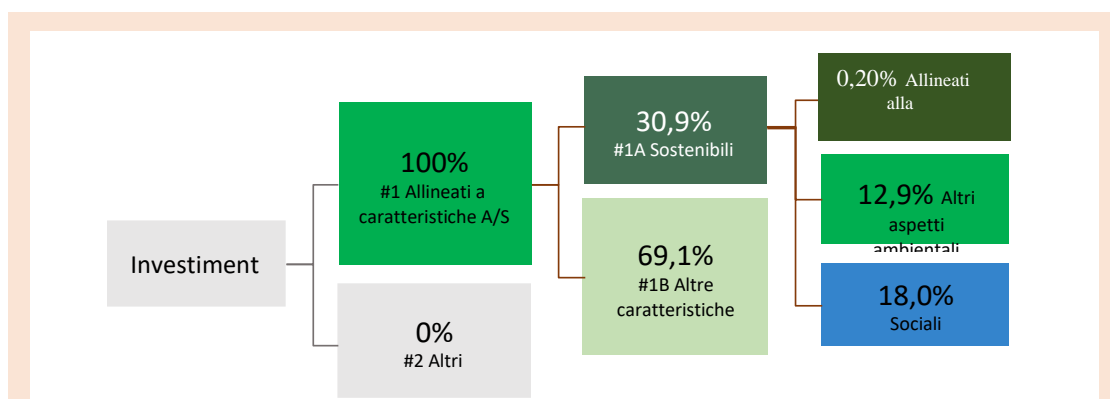 Investiment
100%
#1 Allineati a
caratteristiche A/S
0%
#2 Altri
30,9%
#1A Sostenibili
69,1%
#1B Altre
caratteristiche
0,20% Allineati
alla
12,9% Altri
aspetti
ambientali
18,0%
Sociali